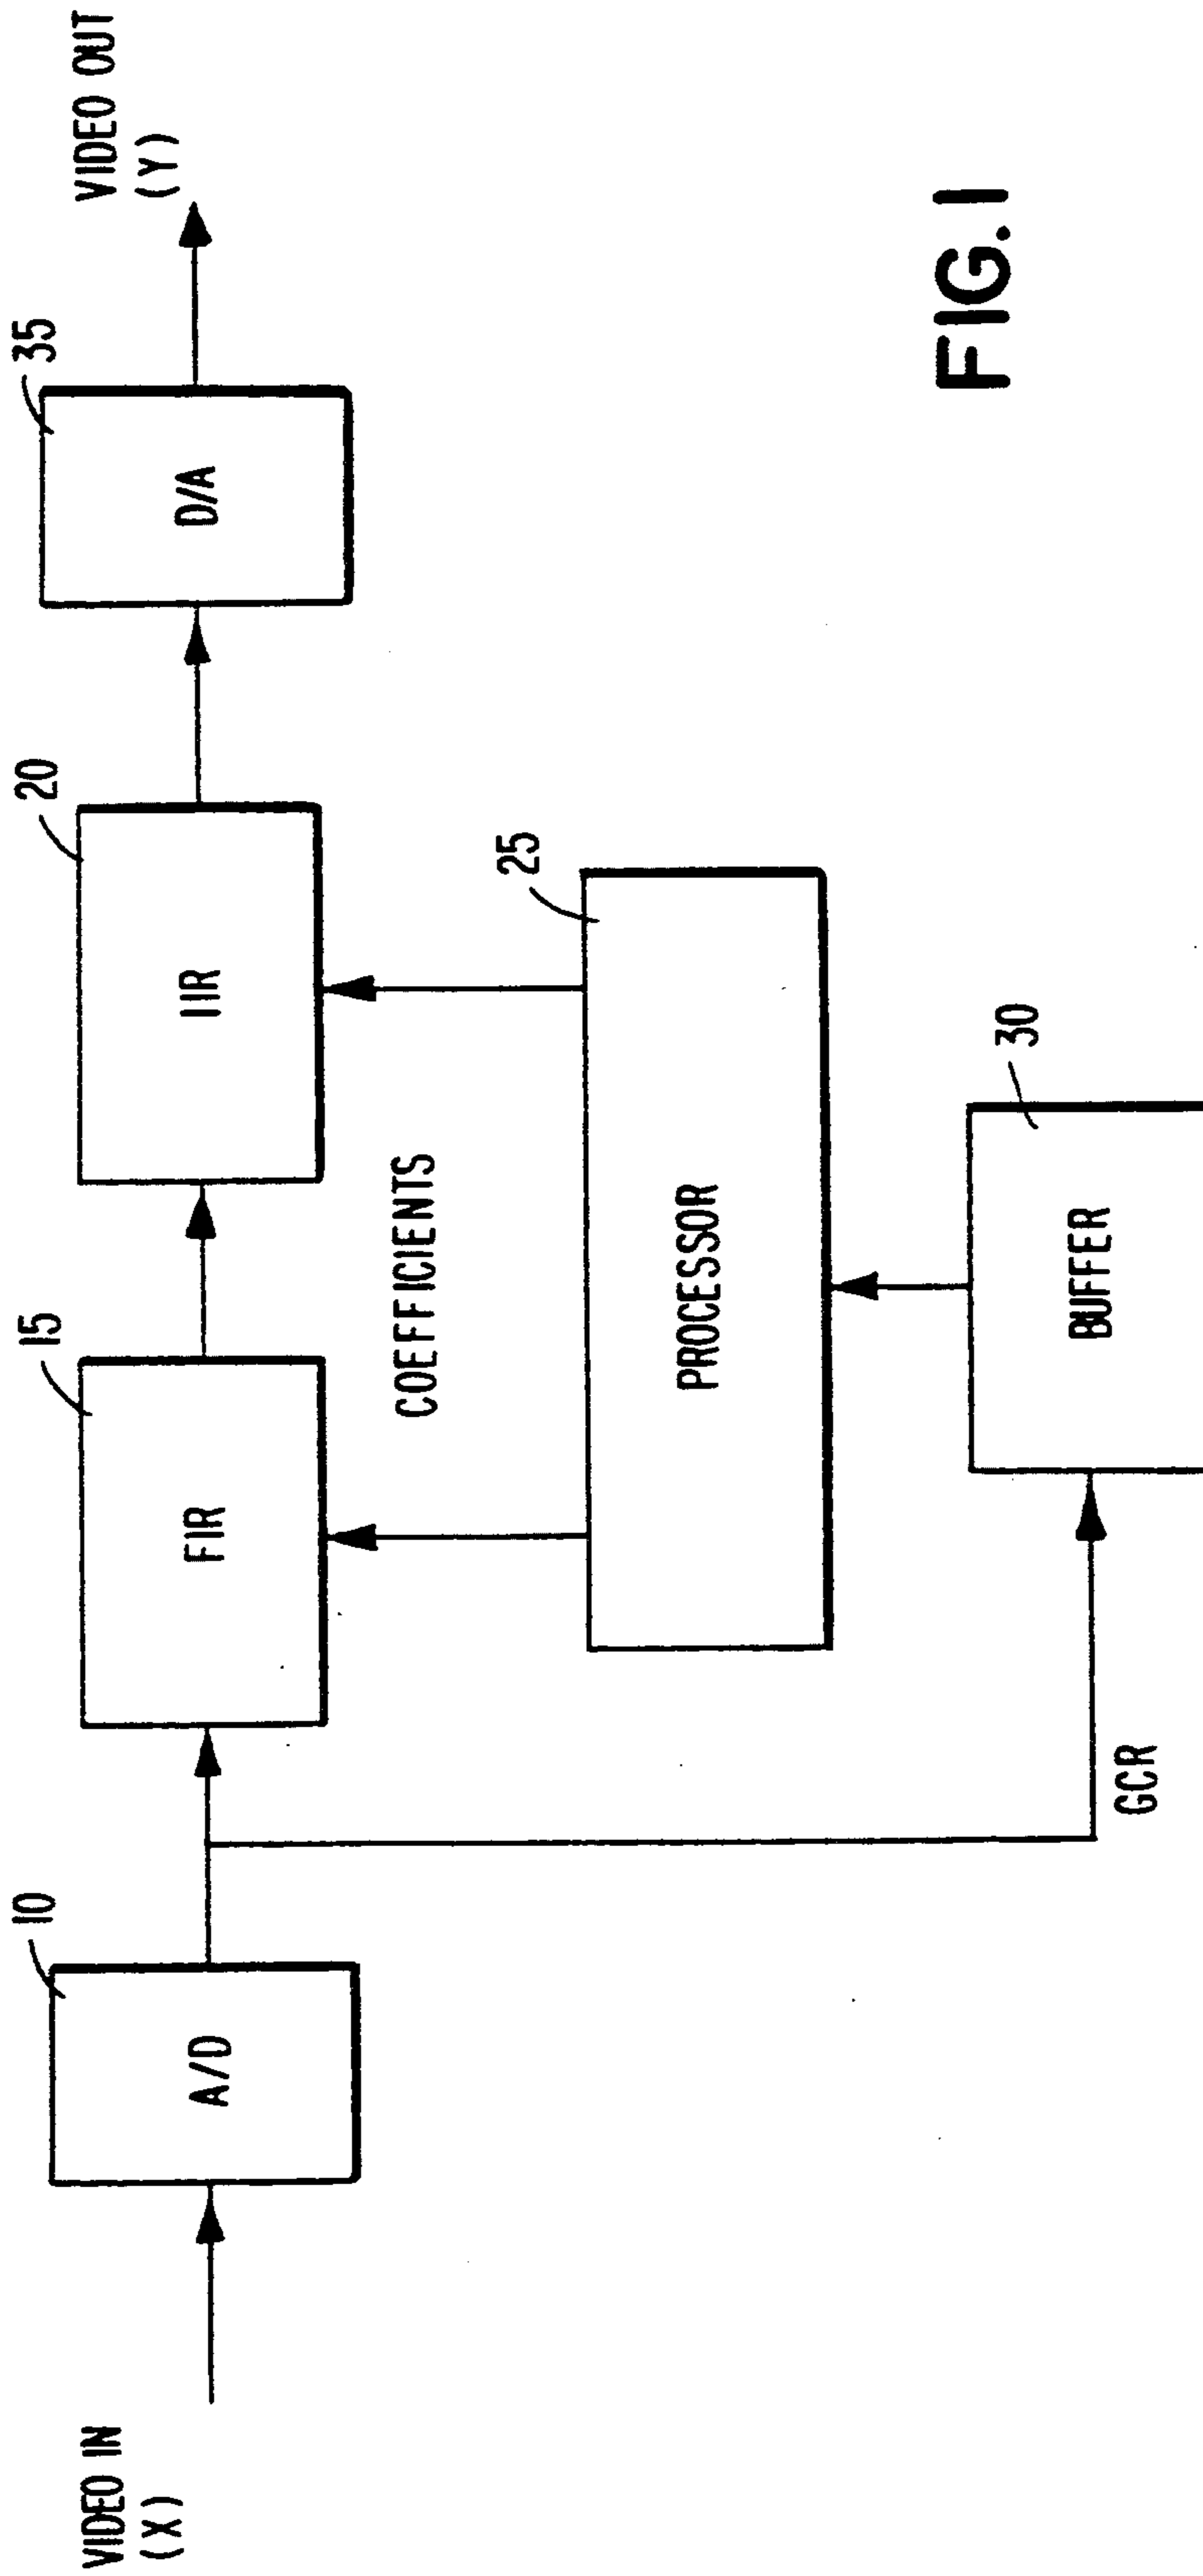 VIDEO IN
(X)
10
A/D
15
FIR
20
IIR
35
D/A
VIDEO OUT
(Y)
COEFFICIENTS
25
PROCESSOR
GCR
30
BUFFER
FIG. 1